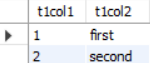 t1col1 t1col2
1 first
2 second